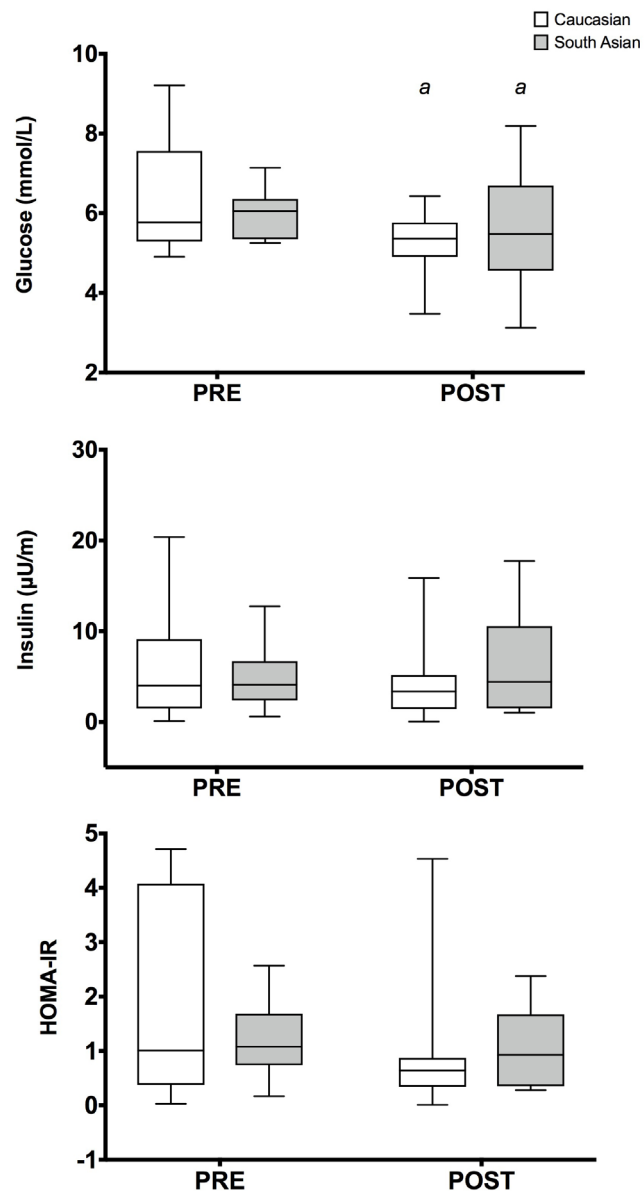 Caucasian
South Asian
Glucose (mmol/L)
10
8
6
4
2
a a
PRE POST
Insulin (µU/m)
30
20
10
0
PRE POST
HOMA-IR
5
4
3
2
1
0
-1
PRE POST